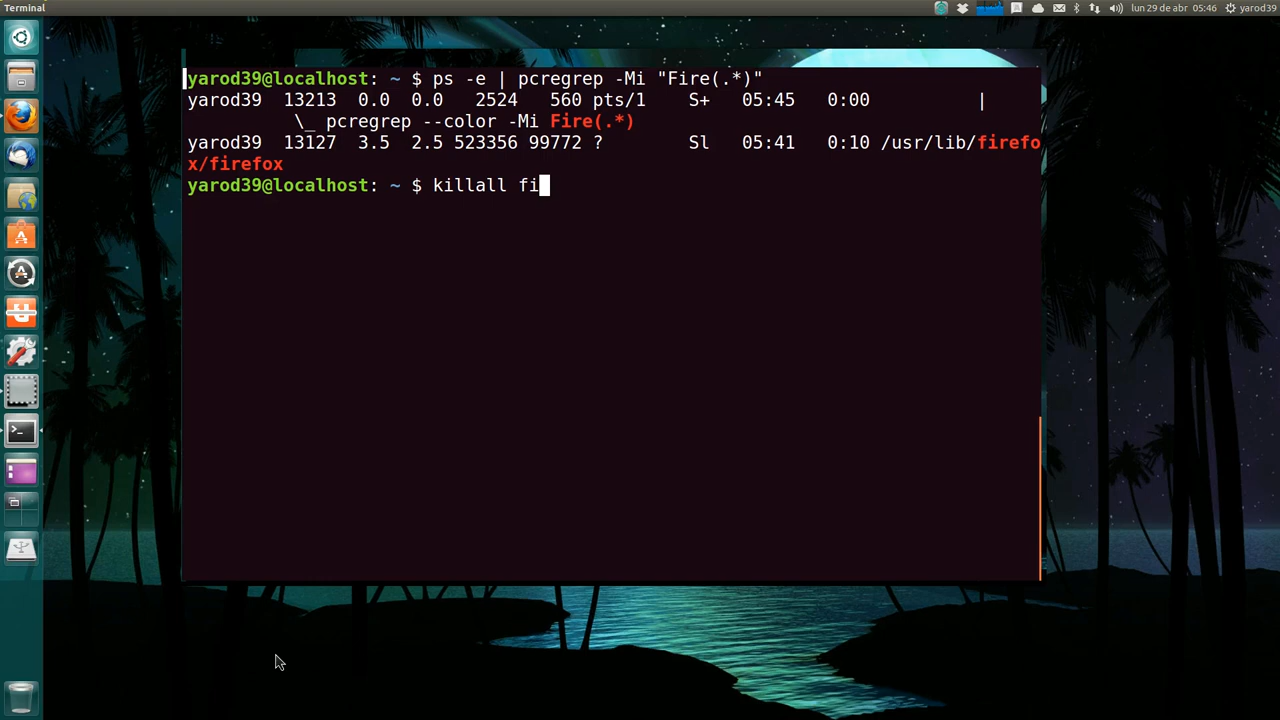 Terminal
lun 29 de abr 05:46 yarod39
yarod39@localhost: ~ $ ps -e | pcregrep -Mi "Fire(.*)"
yarod39 13213 0.0 0.0 2524 560 pts/1 S+ 05:45 0:00 |
\_ pcregrep --color -Mi Fire(.*)
yarod39 13127 3.5 2.5 523356 99772 ? Sl 05:41 0:10 /usr/lib/firefo
x/firefox
yarod39@localhost: ~ $ killall fi